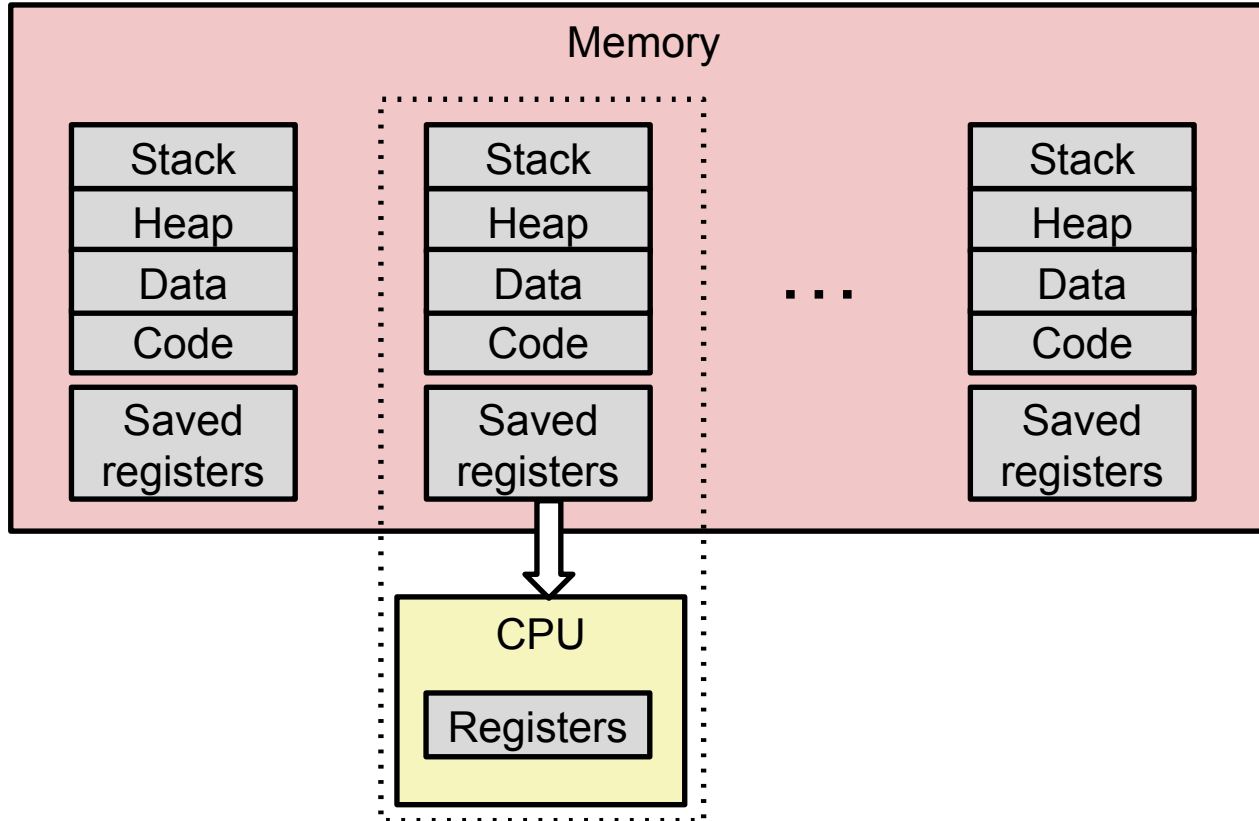 Memory
Stack
Heap
Data
Code
Saved
registers
Stack
Heap
Data
Code
Saved
registers
...
Stack
Heap
Data
Code
Saved
registers
CPU
Registers